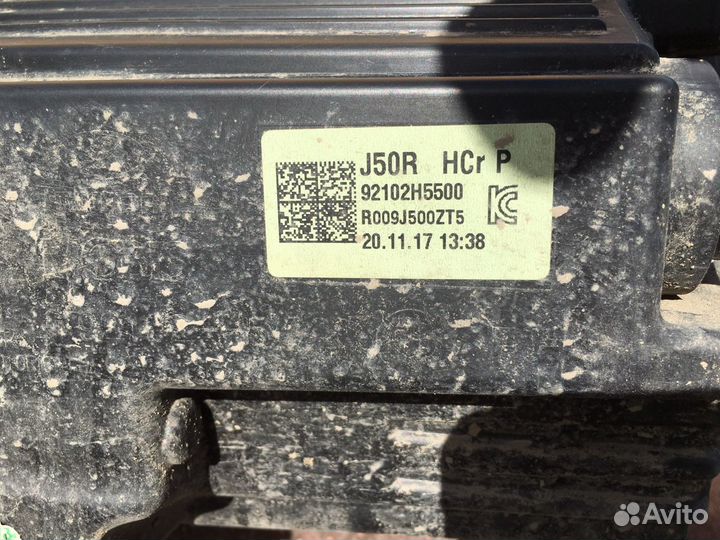 J50R HCr P
92102H5500
R009J500ZT5
20.11.17 13:38
Avito